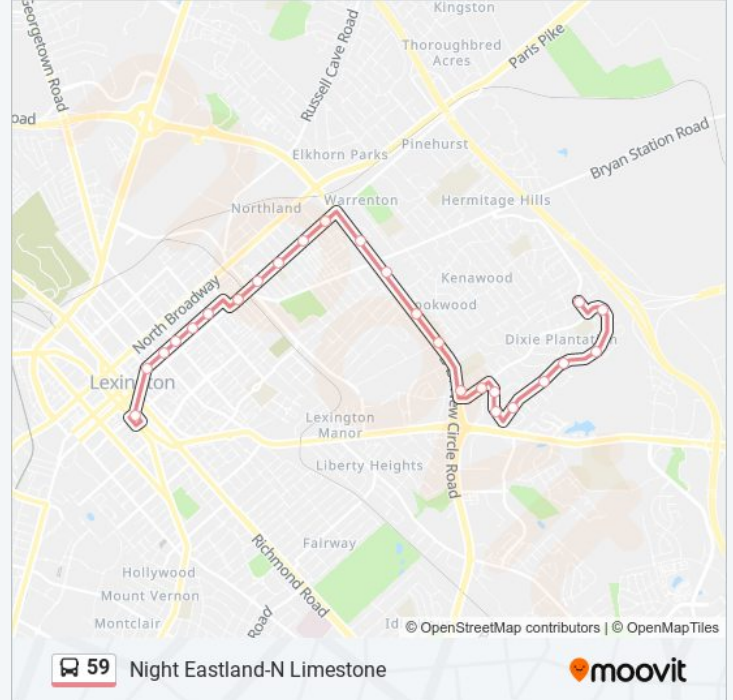 Kingston
Georgetown Road
Russell Cave Road
Thoroughbred
Acres
Paris Pike
oad
Bryan Station Road
Pinehurst
Elkhorn Parks
Northland
Warrenton
Hermitage Hills
Kenawood
ookwood
North Broadway
Dixie Plantation
Lexington
New Circle Road
Lexington
Manor
Liberty Heights
Richmond Road
Fairway
Hollywood
Mount Vernon
Montclair
Road
Id
© OpenStreetMap contributors | © OpenMapTiles
59 Night Eastland-N Limestone
moovit